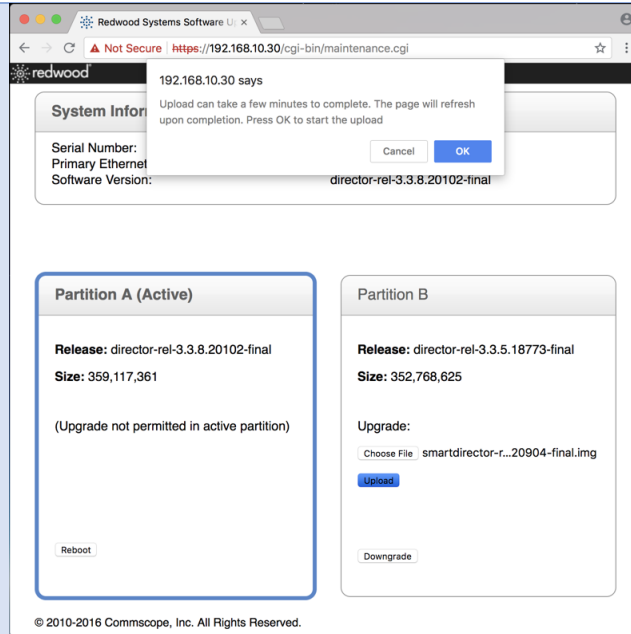 Redwood Systems Software U
Not Secure https://192.168.10.30/cgi-bin/maintenance.cgi
redwood
192.168.10.30 says
Upload can take a few minutes to complete. The page will refresh
upon completion. Press OK to start the upload
Cancel OK
System Infor
Serial Number:
Primary Ethernet
Software Version: director-rel-3.3.8.20102-final
Partition A (Active)
Release: director-rel-3.3.8.20102-final
Size: 359,117,361
(Upgrade not permitted in active partition)
Reboot
Partition B
Release: director-rel-3.3.5.18773-final
Size: 352,768,625
Upgrade:
Choose File smartdirector-r...20904-final.img
Upload
Downgrade
© 2010-2016 Commscope, Inc. All Rights Reserved.